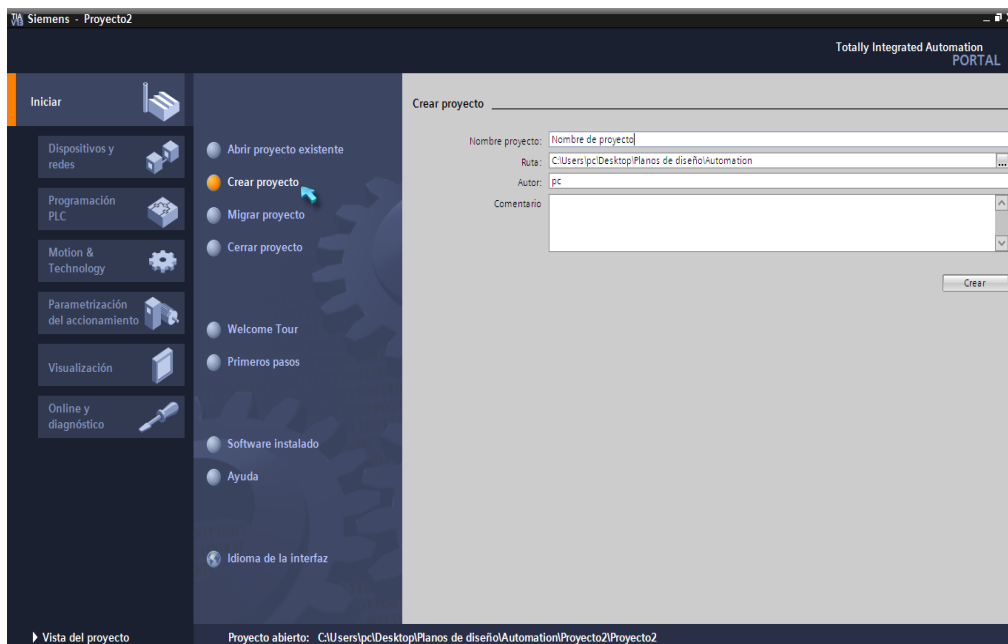 TIA
V13
Siemens - Proyecto2
Totally Integrated Automation
PORTAL
Iniciar
Dispositivos y
redes
Programación
PLC
Motion &
Technology
Parametrización
del accionamiento
Visualización
Online y
diagnóstico
Abrir proyecto existente
Crear proyecto
Migrar proyecto
Cerrar proyecto
Welcome Tour
Primeros pasos
Software instalado
Ayuda
Idioma de la interfaz
Crear proyecto
Nombre proyecto: Nombre de proyecto
Ruta: C:\Users\pc\Desktop\Planos de diseño\Automation
...
Autor: pc
Comentario
Crear
Vista del proyecto
Proyecto abierto: C:\Users\pc\Desktop\Planos de diseño\Automation\Proyecto2\Proyecto2